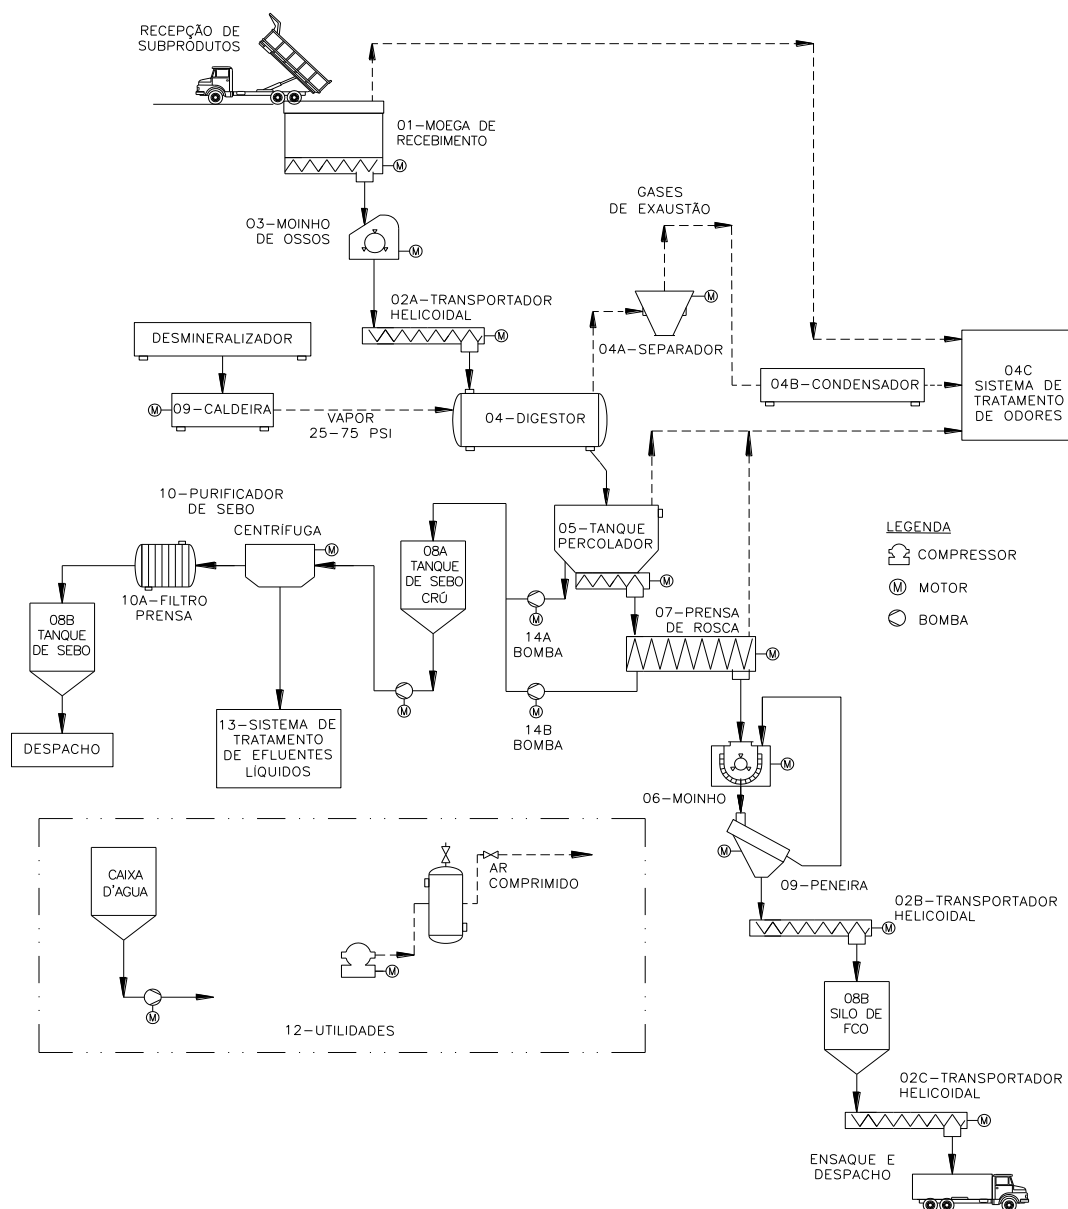 RECEPÇÃO DE
SUBPRODUTOS
01-MOEGA DE
RECEBIMENTO
M
GASES
DE EXAUSTÃO
03-MOINHO
DE OSSOS
M
M
02A-TRANSPORTADOR
HELICOIDAL
M
DESMINERALIZADOR
04A-SEPARADOR
04C
SISTEMA DE
TRATAMENTO
DE ODORES
04B-CONDENSADOR
M
09-CALDEIRA
VAPOR
25-75 PSI
04-DIGESTOR
10-PURIFICADOR
DE SEBO
CENTRÍFUGA
M
05-TANQUE
PERCOLADOR
M
LEGENDA
COMPRESSOR
M
MOTOR
BOMBA
08A
TANQUE
DE SEBO
CRÚ
10A-FILTRO
PRENSA
08B
TANQUE
DE SEBO
M
14A
BOMBA
07-PRENSA
DE ROSCA
M
M
M
14B
BOMBA
DESPACHO
13-SISTEMA DE
TRATAMENTO
DE EFLUENTES
LÍQUIDOS
M
06-MOINHO
M
09-PENEIRA
CAIXA
D'AGUA
AR
COMPRIMIDO
M
M
12-UTILIDADES
02B-TRANSPORTADOR
HELICOIDAL
M
08B
SILO DE
FCO
02C-TRANSPORTADOR
HELICOIDAL
M
ENSAQUE E
DESPACHO